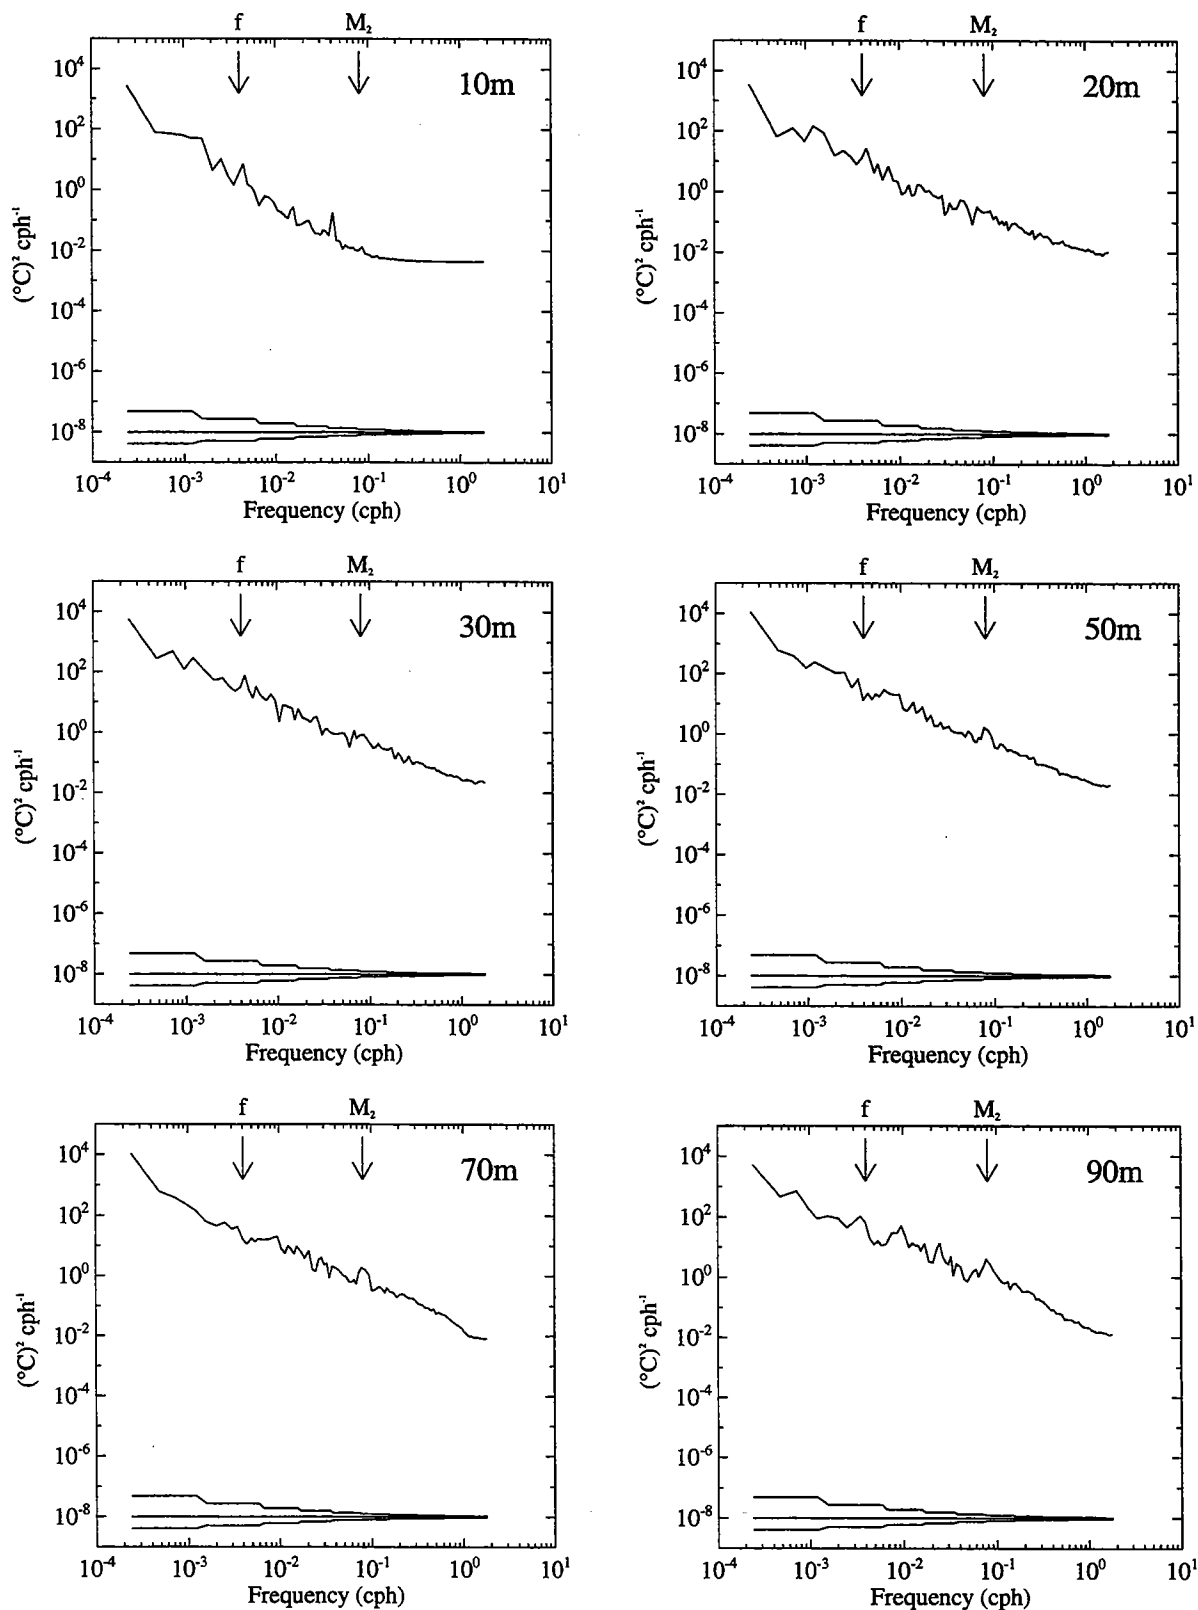 f M₂ f M₂
10m 20m
10⁴ 10⁴
10² 10²
10⁰ 10⁰
10⁻² 10⁻²
10⁻⁴ 10⁻⁴
10⁻⁶ 10⁻⁶
10⁻⁸ 10⁻⁸
(°C)² cph⁻¹ (°C)² cph⁻¹
10⁻⁴ 10⁻³ 10⁻² 10⁻¹ 10⁰ 10¹ 10⁻⁴ 10⁻³ 10⁻² 10⁻¹ 10⁰ 10¹
Frequency (cph) Frequency (cph)
f M₂ f M₂
30m 50m
10⁴ 10⁴
10² 10²
10⁰ 10⁰
10⁻² 10⁻²
10⁻⁴ 10⁻⁴
10⁻⁶ 10⁻⁶
10⁻⁸ 10⁻⁸
(°C)² cph⁻¹ (°C)² cph⁻¹
10⁻⁴ 10⁻³ 10⁻² 10⁻¹ 10⁰ 10¹ 10⁻⁴ 10⁻³ 10⁻² 10⁻¹ 10⁰ 10¹
Frequency (cph) Frequency (cph)
f M₂ f M₂
70m 90m
10⁴ 10⁴
10² 10²
10⁰ 10⁰
10⁻² 10⁻²
10⁻⁴ 10⁻⁴
10⁻⁶ 10⁻⁶
10⁻⁸ 10⁻⁸
(°C)² cph⁻¹ (°C)² cph⁻¹
10⁻⁴ 10⁻³ 10⁻² 10⁻¹ 10⁰ 10¹ 10⁻⁴ 10⁻³ 10⁻² 10⁻¹ 10⁰ 10¹
Frequency (cph) Frequency (cph)